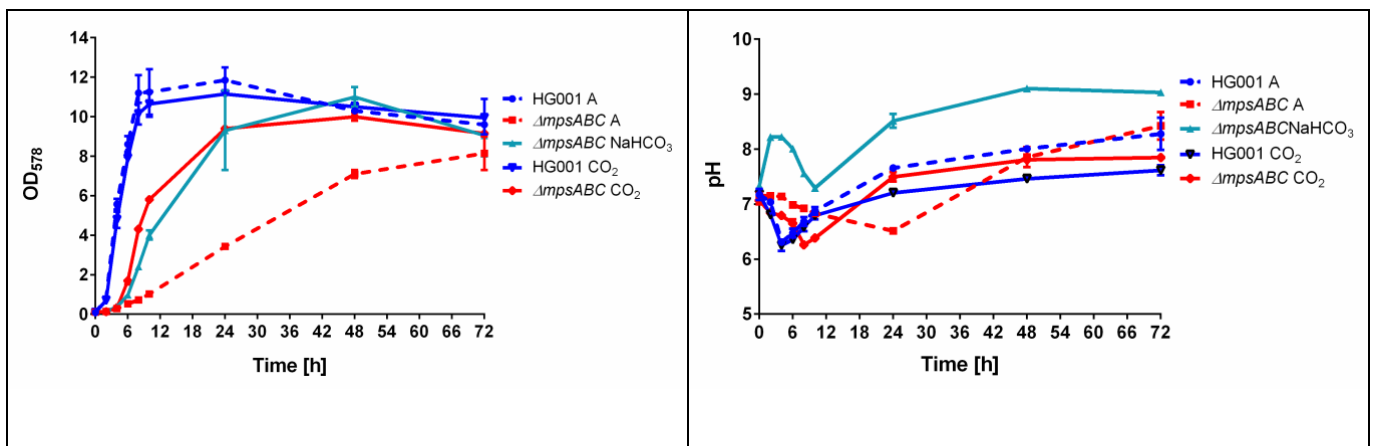 14
12
10
8
6
4
2
0
OD578
0 6 12 18 24 30 36 42 48 54 60 66 72
Time [h]
HG001 A
ΔmpsABC A
ΔmpsABC NaHCO3
HG001 CO2
ΔmpsABC CO2
10
9
8
7
6
5
pH
0 6 12 18 24 30 36 42 48 54 60 66 72
Time [h]
HG001 A
ΔmpsABC A
ΔmpsABCNaHCO3
HG001 CO2
ΔmpsABC CO2